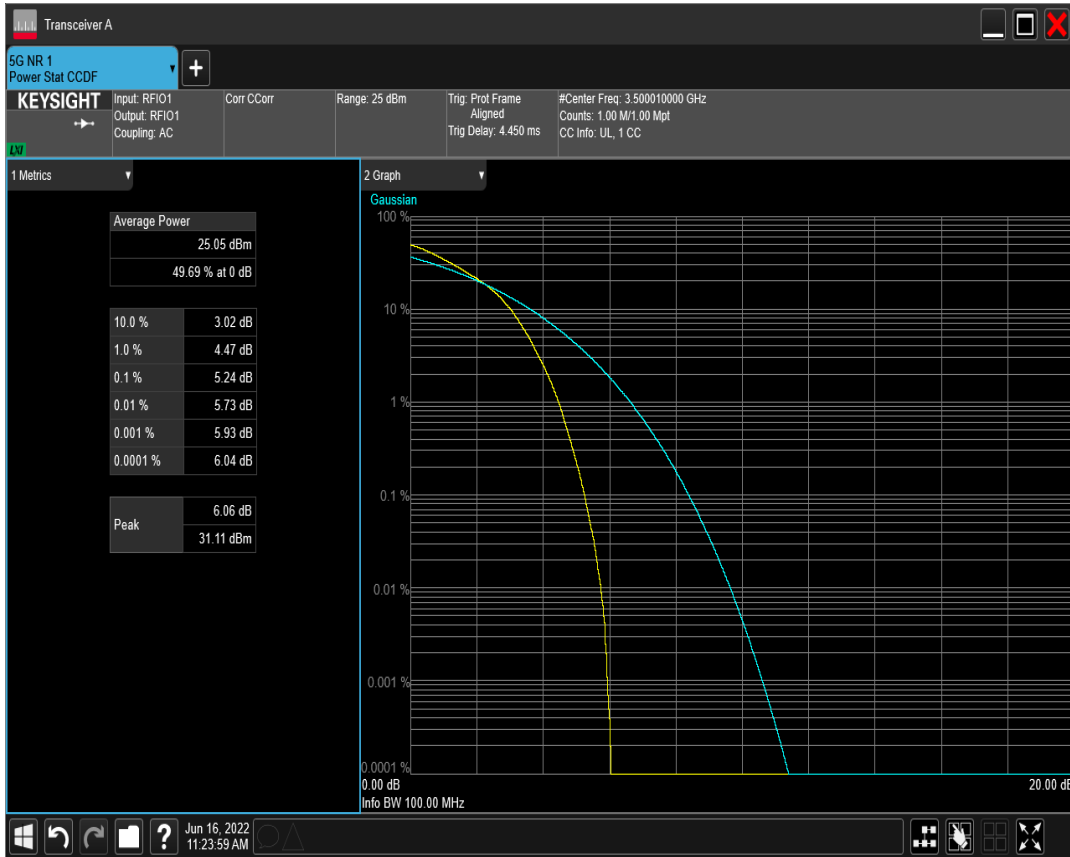 Transceiver A
5G NR 1
Power Stat CCDF
KEYSIGHT
LXI
Input: RFIO1
Output: RFIO1
Coupling: AC
Corr CCorr
Range: 25 dBm
Trig: Prot Frame
Aligned
Trig Delay: 4.450 ms
#Center Freq: 3.500010000 GHz
Counts: 1.00 M/1.00 Mpt
CC Info: UL, 1 CC
1 Metrics
Average Power
25.05 dBm
49.69 % at 0 dB
10.0 % 3.02 dB
1.0 % 4.47 dB
0.1 % 5.24 dB
0.01 % 5.73 dB
0.001 % 5.93 dB
0.0001 % 6.04 dB
Peak 6.06 dB
31.11 dBm
2 Graph
Gaussian
100 %
10 %
1 %
0.1 %
0.01 %
0.001 %
0.0001 %
0.00 dB 20.00 dB
Info BW 100.00 MHz
? Jun 16, 2022
11:23:59 AM